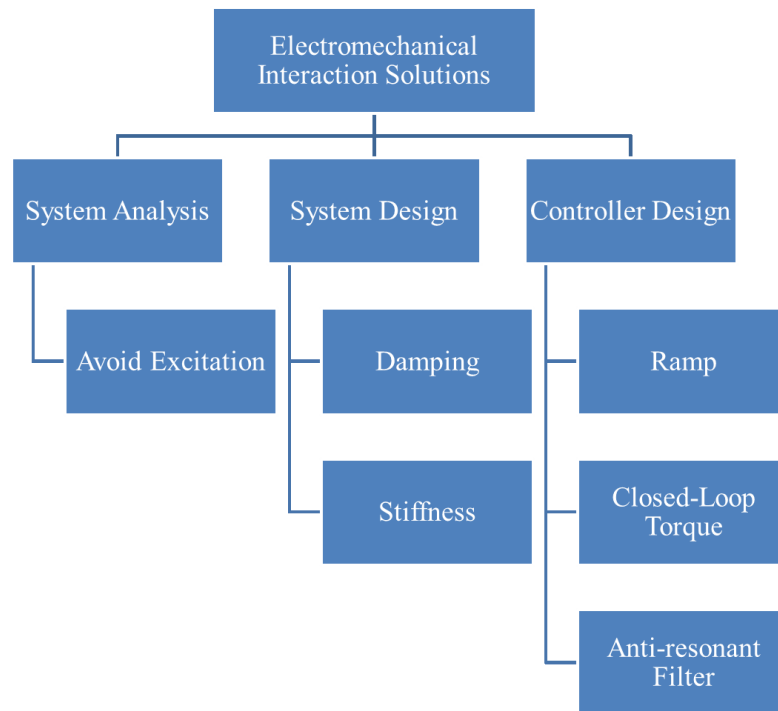 Electromechanical
Interaction Solutions
System Analysis
System Design
Controller Design
Avoid Excitation
Damping
Ramp
Stiffness
Closed-Loop
Torque
Anti-resonant
Filter